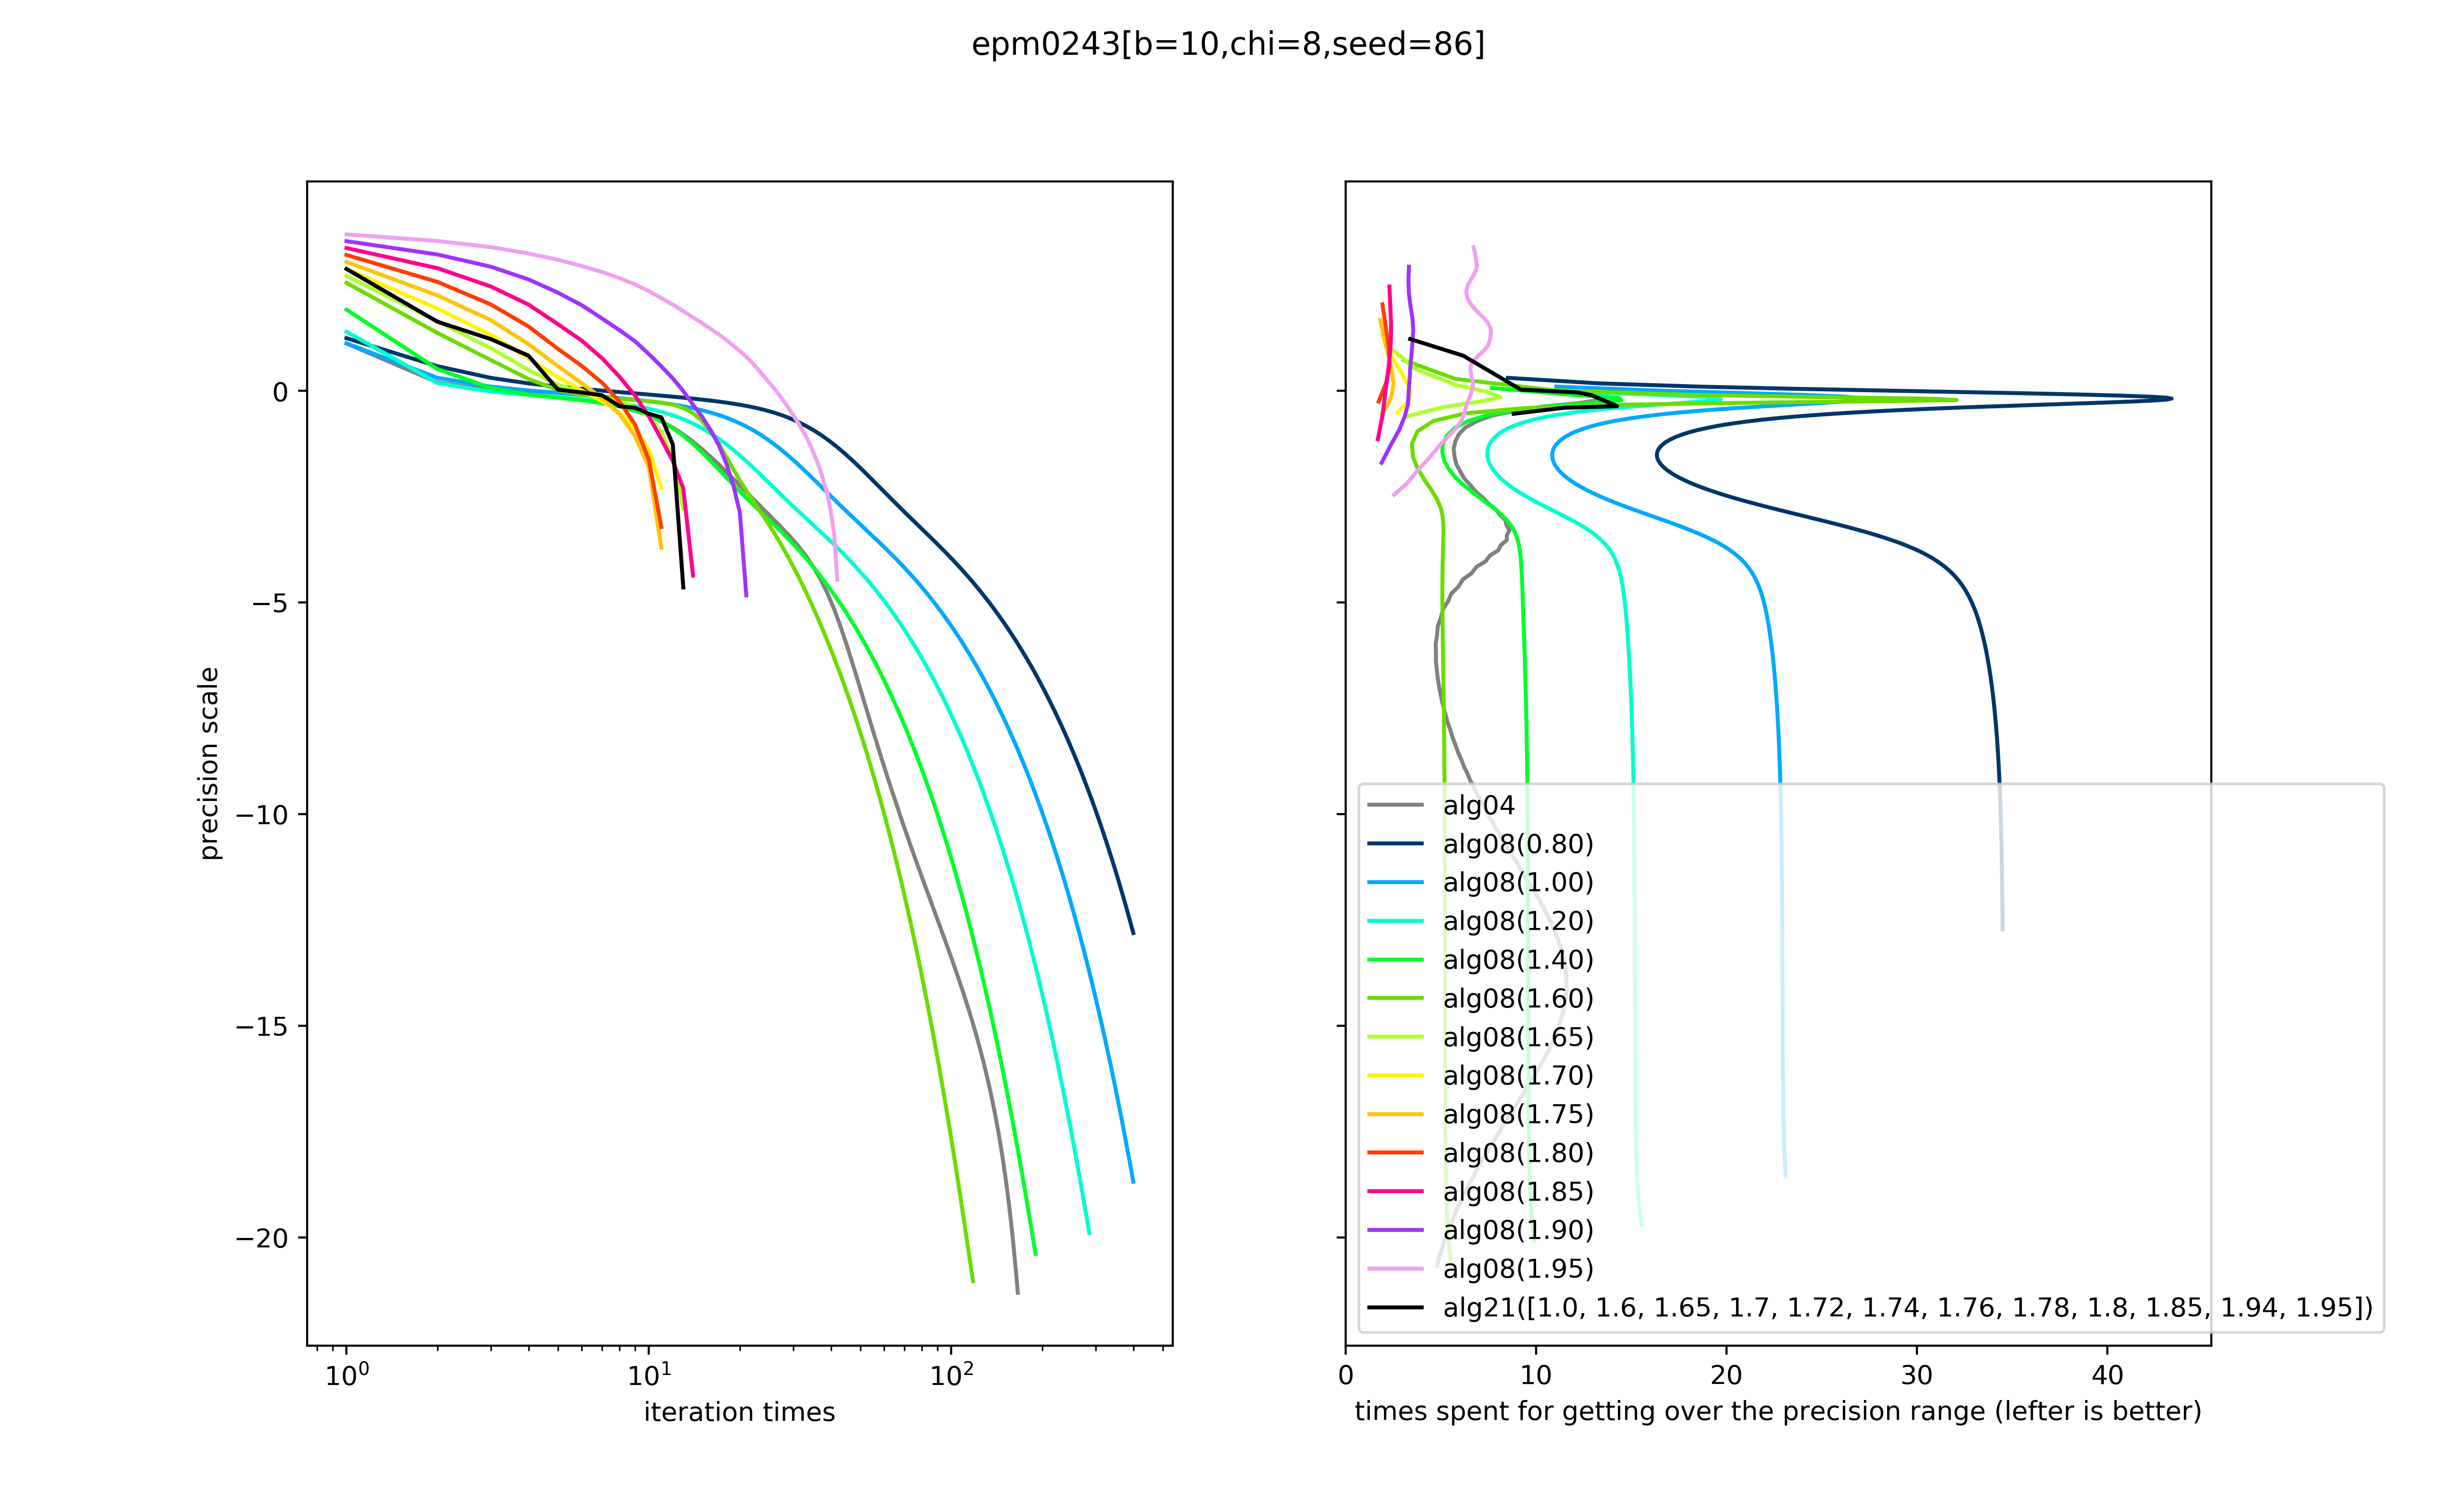 epm0243[b=10,chi=8,seed=86]
precision scale
0
−5
−10
−15
−20
10^0
10^1
10^2
iteration times
alg04
alg08(0.80)
alg08(1.00)
alg08(1.20)
alg08(1.40)
alg08(1.60)
alg08(1.65)
alg08(1.70)
alg08(1.75)
alg08(1.80)
alg08(1.85)
alg08(1.90)
alg08(1.95)
alg21([1.0, 1.6, 1.65, 1.7, 1.72, 1.74, 1.76, 1.78, 1.8, 1.85, 1.94, 1.95])
0
10
20
30
40
times spent for getting over the precision range (lefter is better)